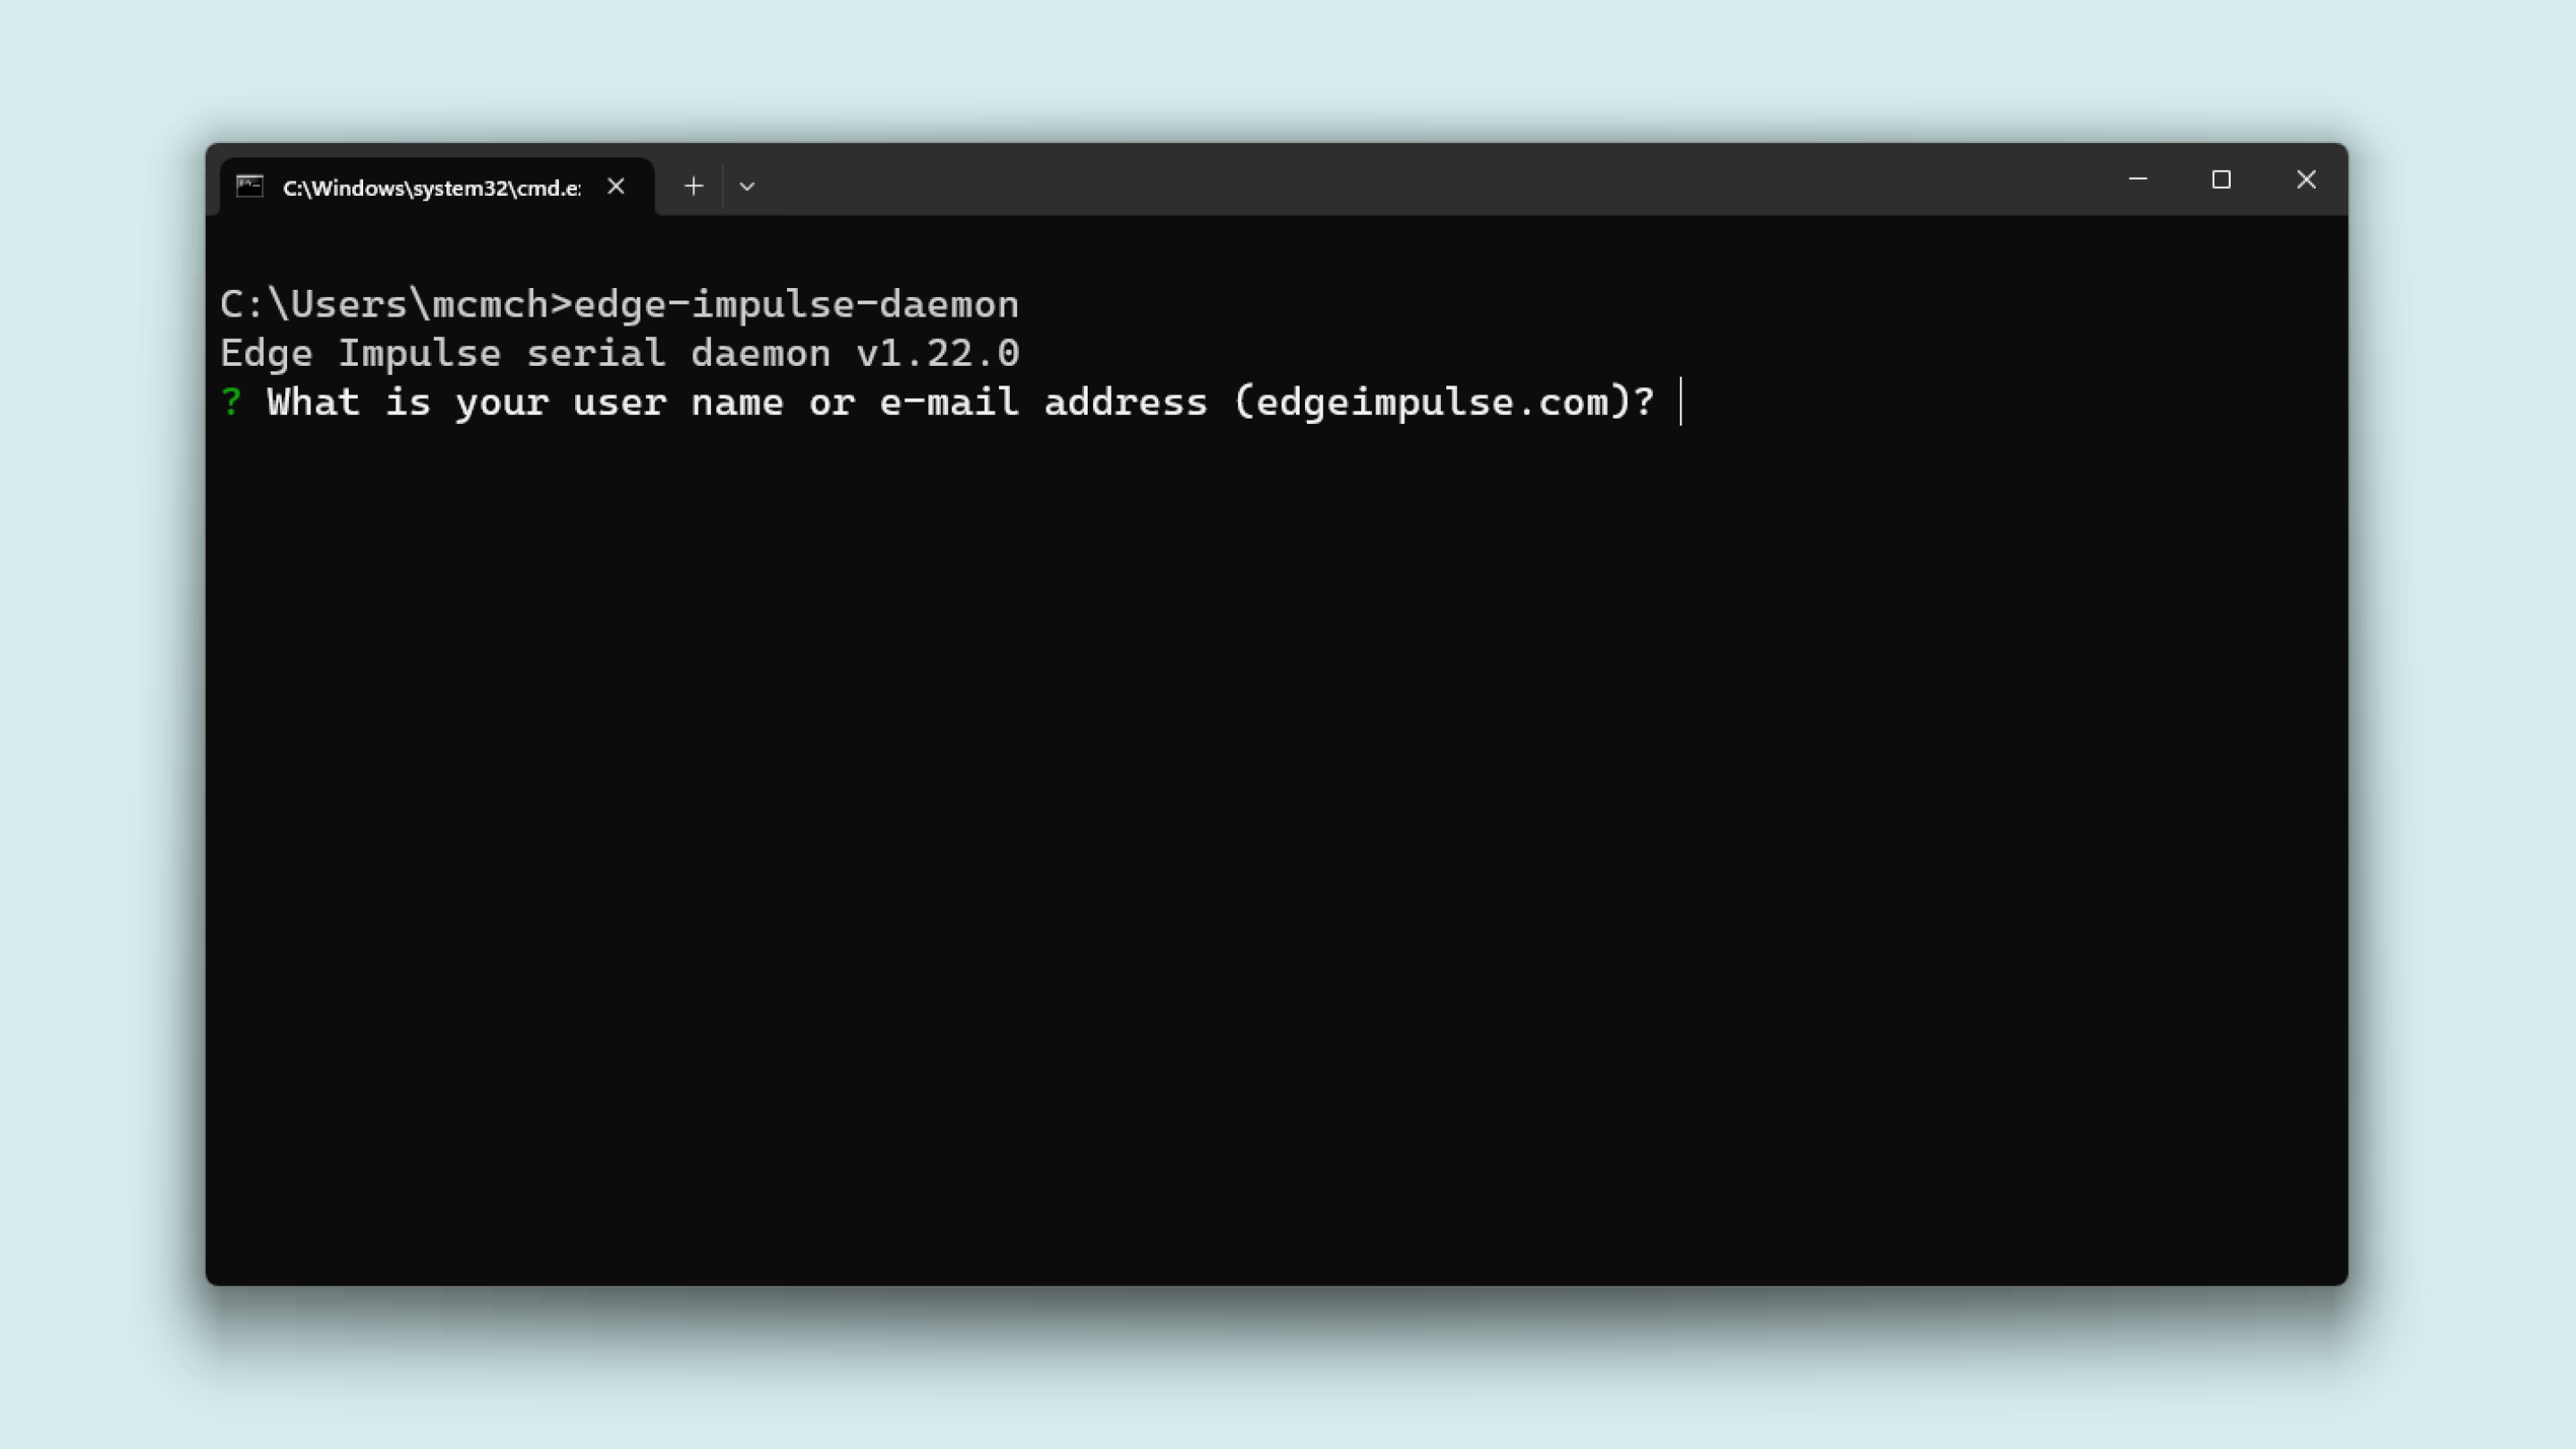 C:\Windows\system32\cmd.e
C:\Users\mcmch>edge-impulse-daemon
Edge Impulse serial daemon v1.22.0
? What is your user name or e-mail address (edgeimpulse.com)?